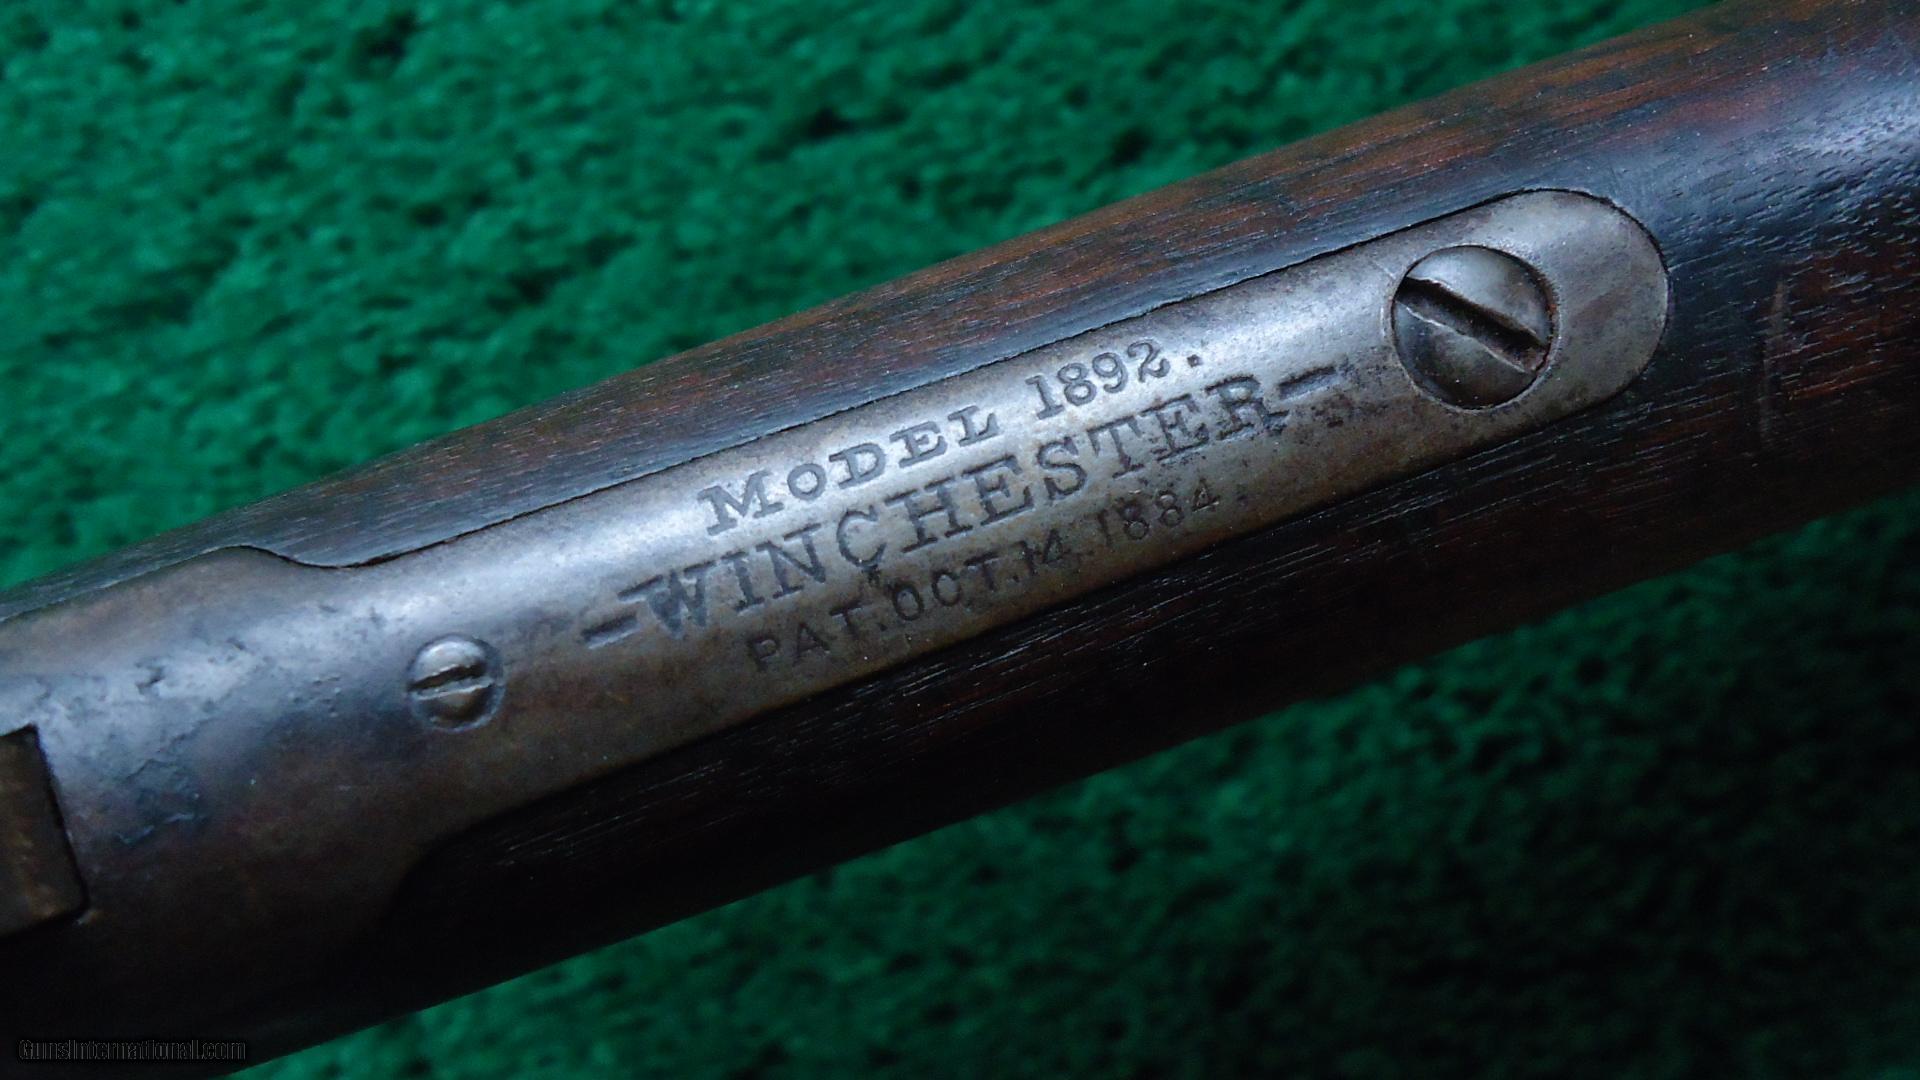 MODEL 1892.
-WINCHESTER-
PAT. OCT. 14. 1884.
GunsInternational.com